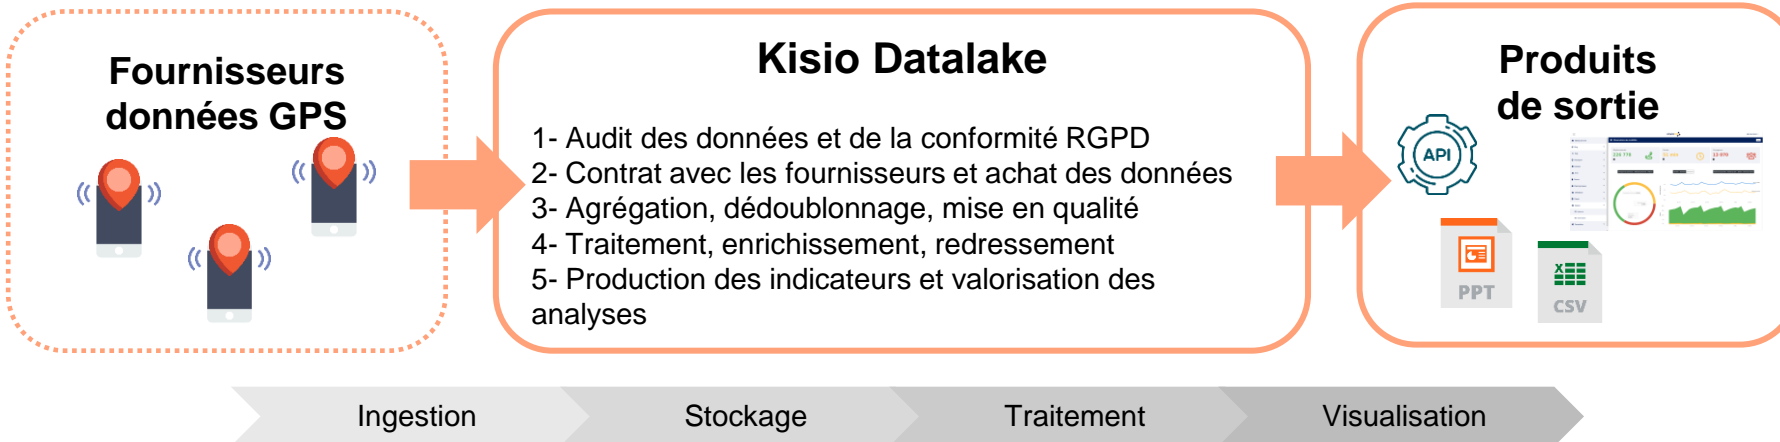 Fournisseurs
données GPS
Kisio Datalake
1- Audit des données et de la conformité RGPD
2- Contrat avec les fournisseurs et achat des données
3- Agrégation, dédoublonnage, mise en qualité
4- Traitement, enrichissement, redressement
5- Production des indicateurs et valorisation des
analyses
Produits
de sortie
API
PPT
CSV
Ingestion
Stockage
Traitement
Visualisation